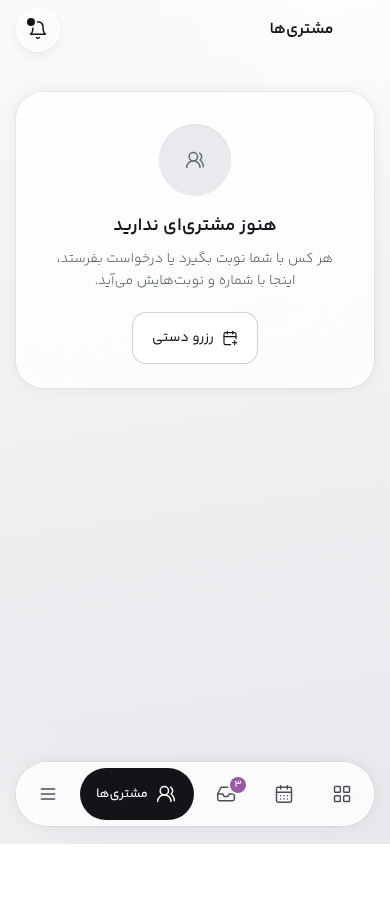 مشتری‌ها
هنوز مشتری‌ای ندارید
هر کس با شما نوبت بگیرد یا درخواست بفرستد،
اینجا با شماره و نوبت‌هایش می‌آید.
رزرو دستی
۳
مشتری‌ها